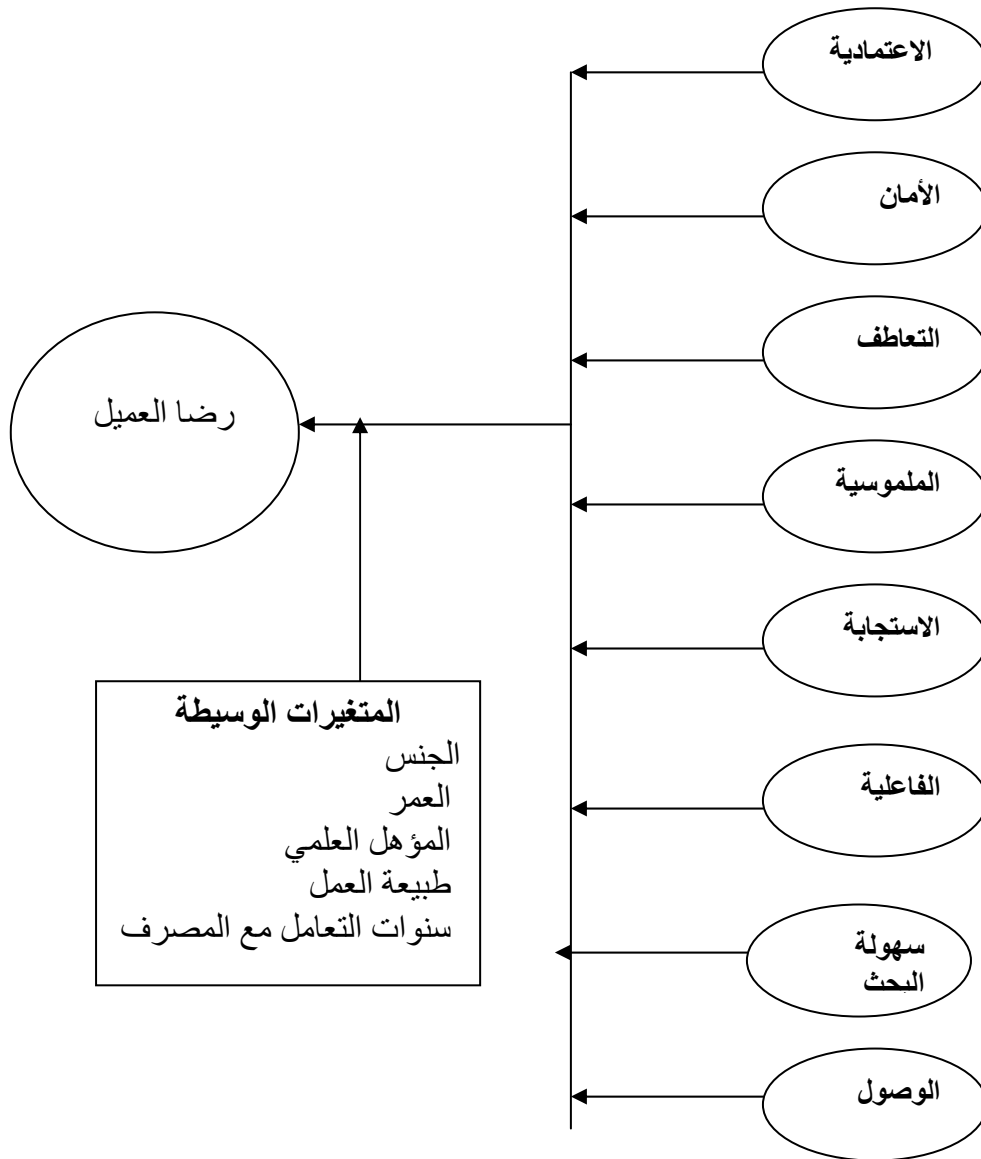 الاعتمادية
الأمان
التعاطف
الملموسية
الاستجابة
الفاعلية
سهولة
البحث
الوصول
رضا العميل
المتغيرات الوسيطة
الجنس
العمر
المؤهل العلمي
طبيعة العمل
سنوات التعامل مع المصرف